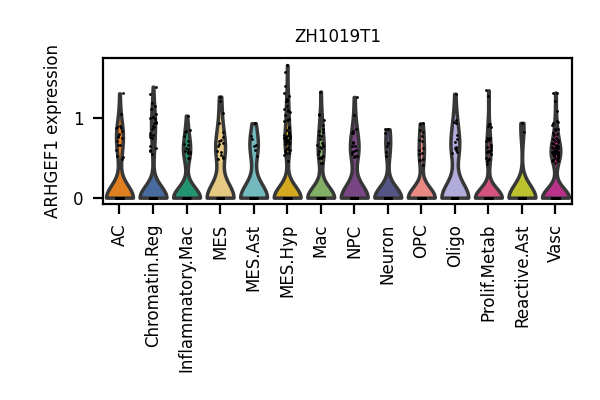 ZH1019T1
ARHGEF1 expression
1
0
AC
Chromatin.Reg
Inflammatory.Mac
MES
MES.Ast
MES.Hyp
Mac
NPC
Neuron
OPC
Oligo
Prolif.Metab
Reactive.Ast
Vasc